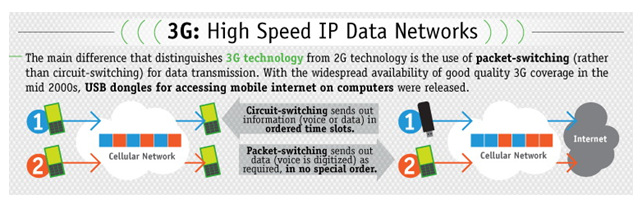 3G: High Speed IP Data Networks
The main difference that distinguishes 3G technology from 2G technology is the use of packet-switching (rather
than circuit-switching) for data transmission. With the widespread availability of good quality 3G coverage in the
mid 2000s, USB dongles for accessing mobile internet on computers were released.
1
2
Cellular Network
Circuit-switching sends out
information (voice or data) in
ordered time slots.
Packet-switching sends out
data (voice is digitized) as
required, in no special order.
1
2
Cellular Network
Internet